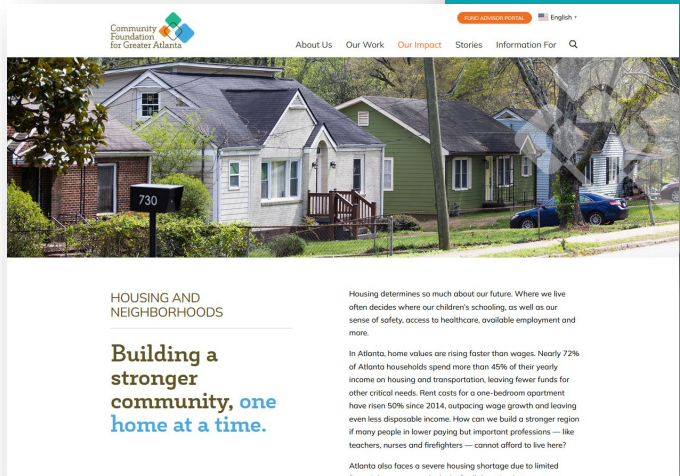 Community
Foundation
for Greater Atlanta
FUND ADVISOR PORTAL
English
About Us Our Work Our Impact Stories Information For
730
HOUSING AND
NEIGHBORHOODS
Building a
stronger
community, one
home at a time.
Housing determines so much about our future. Where we live
often decides where our children's schooling, as well as our
sense of safety, access to healthcare, available employment and
more.
In Atlanta, home values are rising faster than wages. Nearly 72%
of Atlanta households spend more than 45% of their yearly
income on housing and transportation, leaving fewer funds for
other critical needs. Rent costs for a one-bedroom apartment
have risen 50% since 2014, outpacing wage growth and leaving
even less disposable income. How can we build a stronger region
if many people in lower paying but important professions — like
teachers, nurses and firefighters — cannot afford to live here?
Atlanta also faces a severe housing shortage due to limited